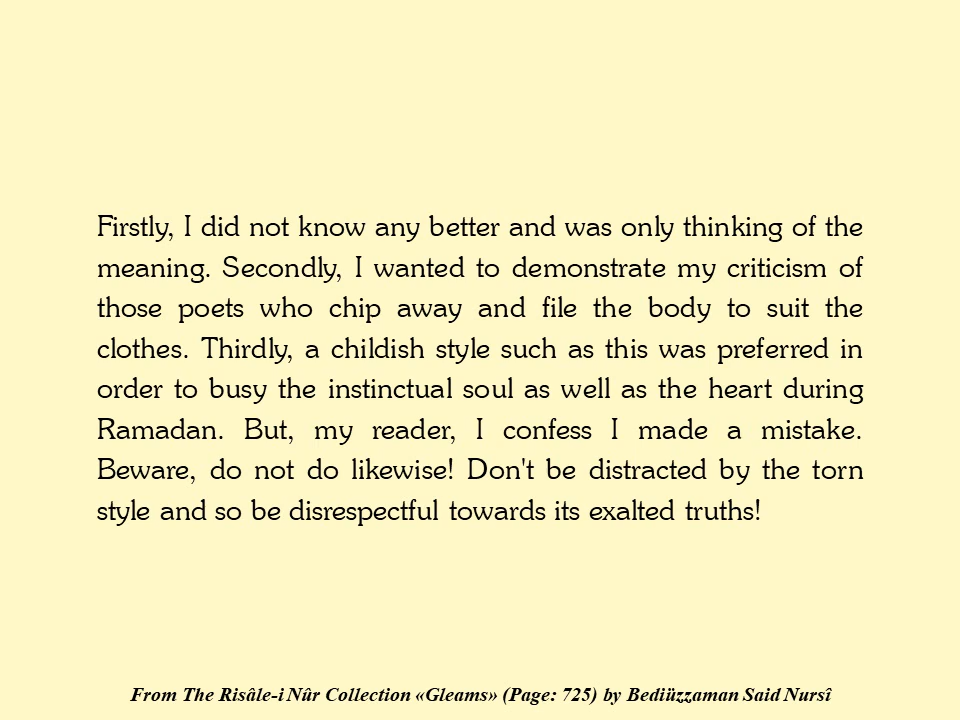 Firstly, I did not know any better and was only thinking of the
meaning. Secondly, I wanted to demonstrate my criticism of
those poets who chip away and file the body to suit the
clothes. Thirdly, a childish style such as this was preferred in
order to busy the instinctual soul as well as the heart during
Ramadan. But, my reader, I confess I made a mistake.
Beware, do not do likewise! Don't be distracted by the torn
style and so be disrespectful towards its exalted truths!
From The Risâle-i Nûr Collection «Gleams» (Page: 725) by Bediüzzaman Said Nursî